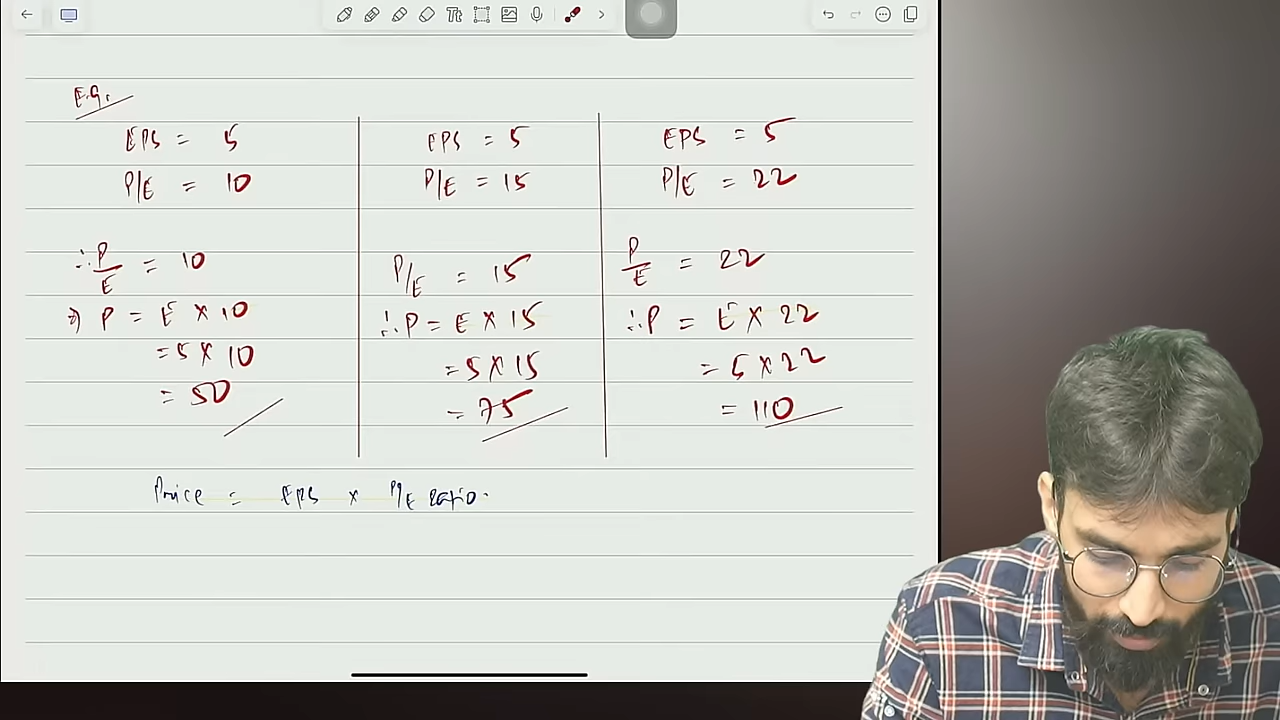 E.g.
EPS = 5
P/E = 10
∴ P/E = 10
⇒ P = E × 10
= 5 × 10
= 50
EPS = 5
P/E = 15
P/E = 15
∴ P = E × 15
= 5 × 15
= 75
EPS = 5
P/E = 22
P/E = 22
∴ P = E × 22
= 5 × 22
= 110
Price = EPS × P/E ratio.
Tt